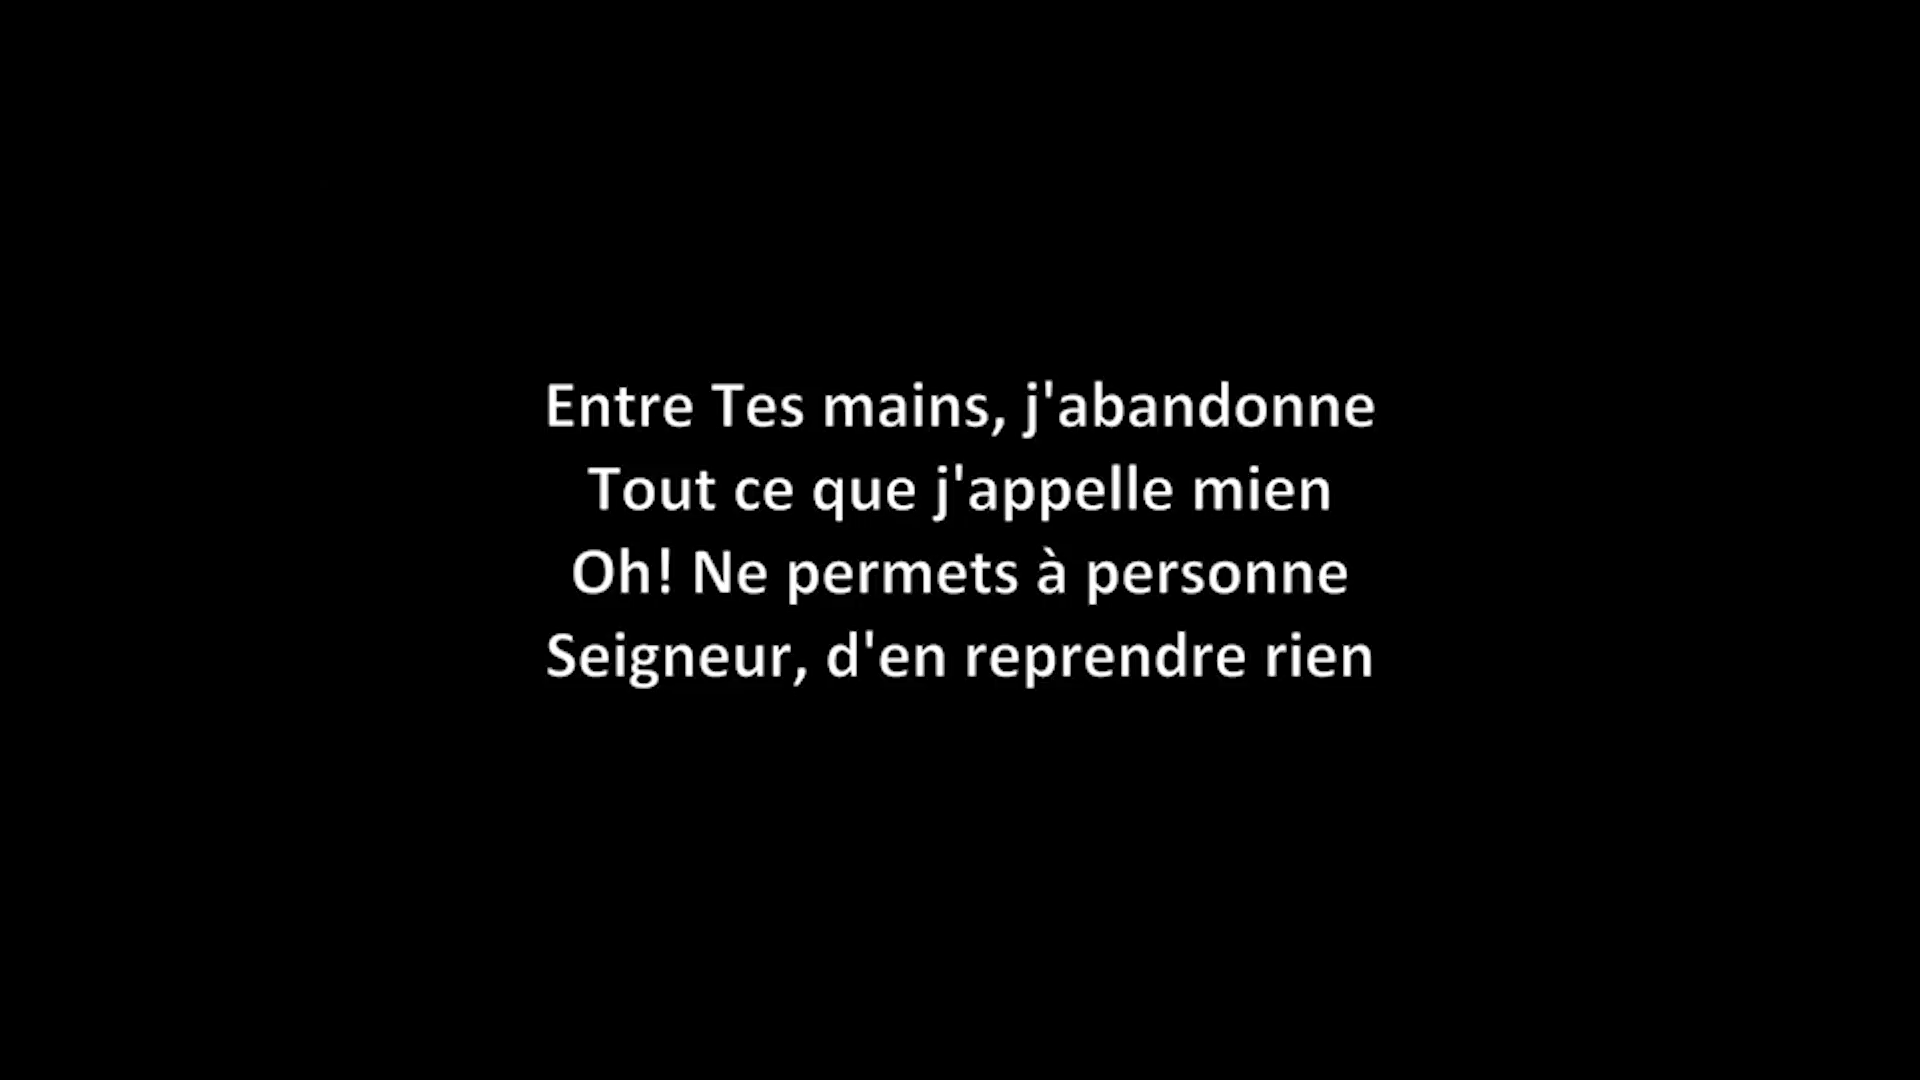 Entre Tes mains, j'abandonne
Tout ce que j'appelle mien
Oh! Ne permets à personne
Seigneur, d'en reprendre rien